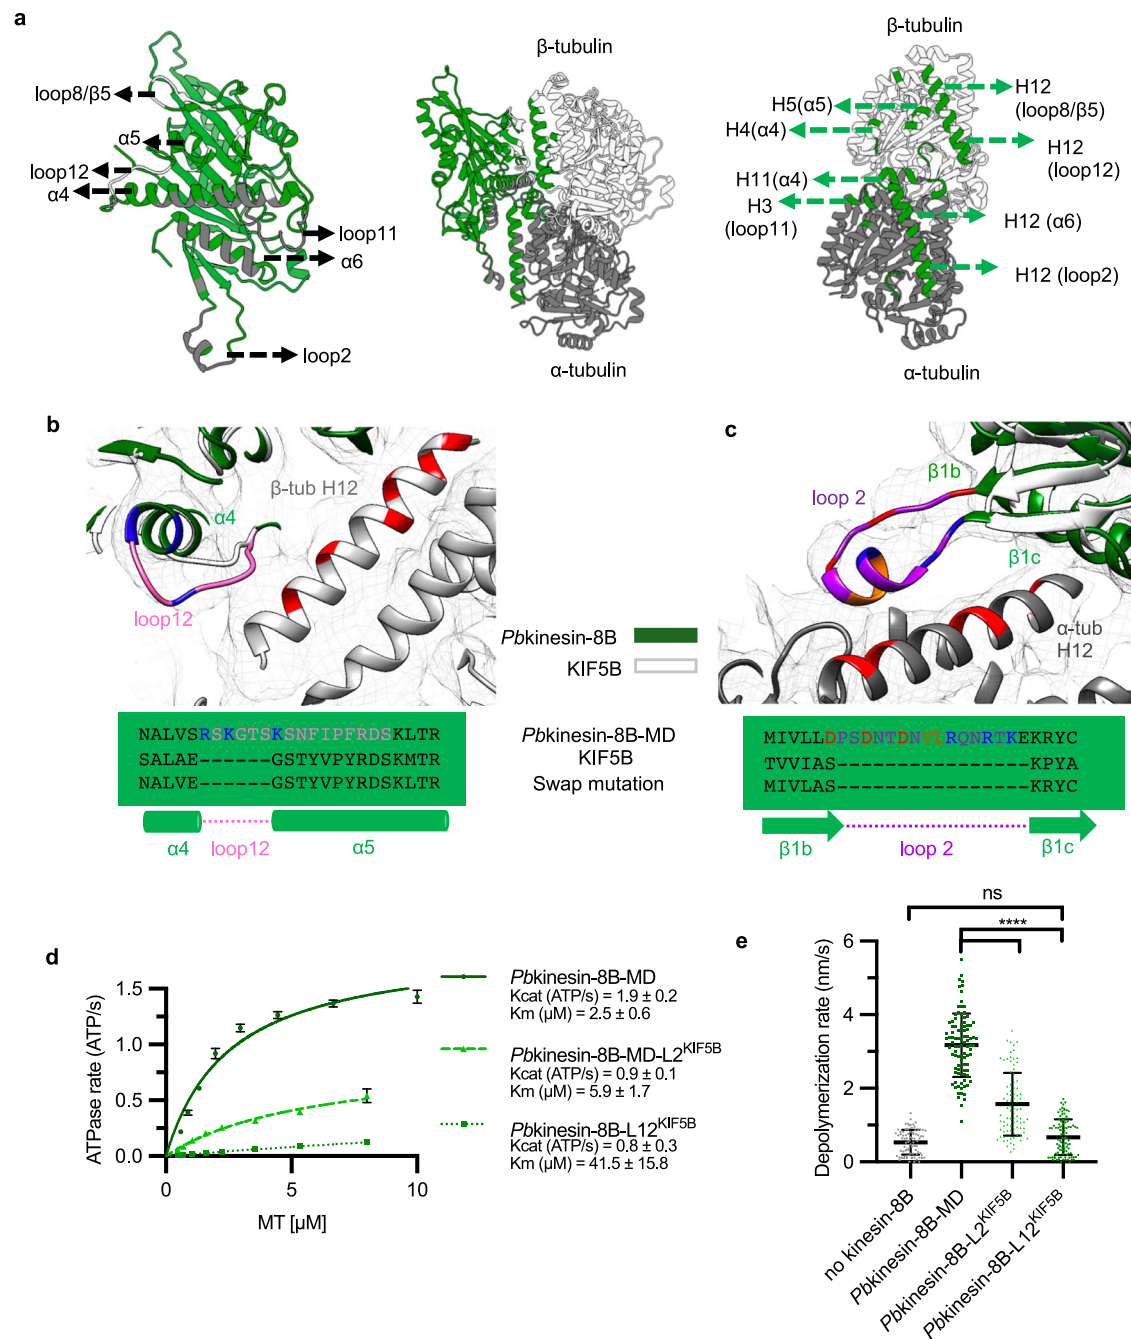 a
loop8/β5
α5
loop12
α4
loop11
α6
loop2
β-tubulin
α-tubulin
β-tubulin
H5(α5)
H4(α4)
H12
(loop8/β5)
H12
(loop12)
H11(α4)
H3
(loop11)
H12 (α6)
H12 (loop2)
α-tubulin
b
β-tub H12
α4
loop12
Pbkinesin-8B
KIF5B
c
β1b
loop 2
β1c
α-tub
H12
NALVSRSKGTSKSNFIPFRDSKLTR
SALAE------GSTYVPYRDSKMTR
NALVE------GSTYVPYRDSKLTR
α4
loop12
α5
Pbkinesin-8B-MD
KIF5B
Swap mutation
MIVLLDPSDNTDNVLRQNRTKEKRYC
TVVIAS---------------KPYA
MIVLAS---------------KRYC
β1b
loop 2
β1c
d
ATPase rate (ATP/s)
1.5
1.0
0.5
0.0
0
5
10
MT [µM]
Pbkinesin-8B-MD
Kcat (ATP/s) = 1.9 ± 0.2
Km (µM) = 2.5 ± 0.6
Pbkinesin-8B-MD-L2KIF5B
Kcat (ATP/s) = 0.9 ± 0.1
Km (µM) = 5.9 ± 1.7
Pbkinesin-8B-L12KIF5B
Kcat (ATP/s) = 0.8 ± 0.3
Km (µM) = 41.5 ± 15.8
e
ns
****
Depolymerization rate (nm/s)
6
4
2
0
no kinesin-8B
Pbkinesin-8B-MD
Pbkinesin-8B-L2KIF5B
Pbkinesin-8B-L12KIF5B